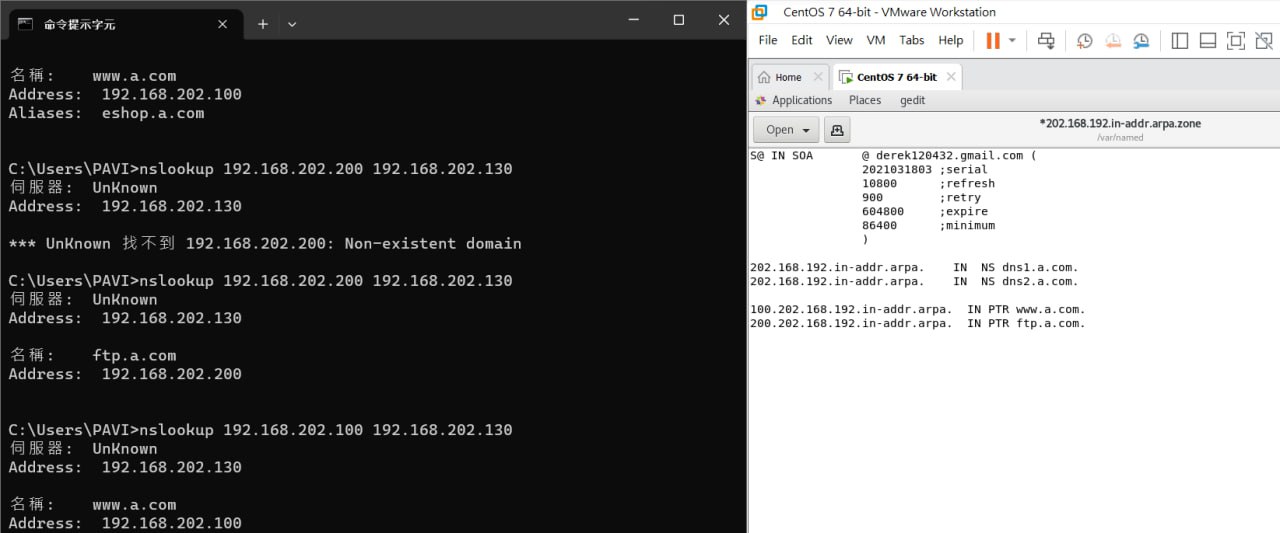 命令提示字元
名稱:    www.a.com
Address:  192.168.202.100
Aliases:  eshop.a.com
C:\Users\PAVI>nslookup 192.168.202.200 192.168.202.130
伺服器:  UnKnown
Address:  192.168.202.130
*** UnKnown 找不到 192.168.202.200: Non-existent domain
C:\Users\PAVI>nslookup 192.168.202.200 192.168.202.130
伺服器:  UnKnown
Address:  192.168.202.130
名稱:    ftp.a.com
Address:  192.168.202.200
C:\Users\PAVI>nslookup 192.168.202.100 192.168.202.130
伺服器:  UnKnown
Address:  192.168.202.130
名稱:    www.a.com
Address:  192.168.202.100
CentOS 7 64-bit - VMware Workstation
File Edit View VM Tabs Help
Home CentOS 7 64-bit
Applications Places gedit
Open *202.168.192.in-addr.arpa.zone
/var/named
S@ IN SOA       @ derek120432.gmail.com (
2021031803 ;serial
10800      ;refresh
900        ;retry
604800     ;expire
86400      ;minimum
)
202.168.192.in-addr.arpa.    IN  NS dns1.a.com.
202.168.192.in-addr.arpa.    IN  NS dns2.a.com.
100.202.168.192.in-addr.arpa.  IN PTR www.a.com.
200.202.168.192.in-addr.arpa.  IN PTR ftp.a.com.